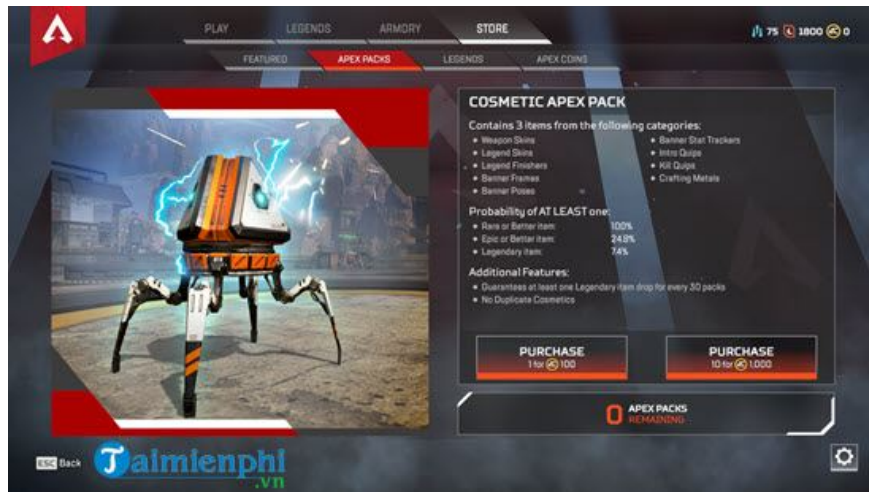 PLAY LEGENDS ARMORY STORE
75 1800 0
FEATURED APEX PACKS LEGENDS APEX COINS
COSMETIC APEX PACK
Contains 3 items from the following categories:
Weapon Skins
Legend Skins
Legend Finishers
Banner Frames
Banner Poses
Banner Stat Trackers
Intro Quips
Kill Quips
Crafting Metals
Probability of AT LEAST one:
Rare or Better item: 100%
Epic or Better item: 24.8%
Legendary item: 7.4%
Additional Features:
Guarantees at least one Legendary item drop for every 30 packs
No Duplicate Cosmetics
PURCHASE
1 for 100
PURCHASE
10 for 1,000
0 APEX PACKS
REMAINING
ESC Back
Taimienphi
.vn